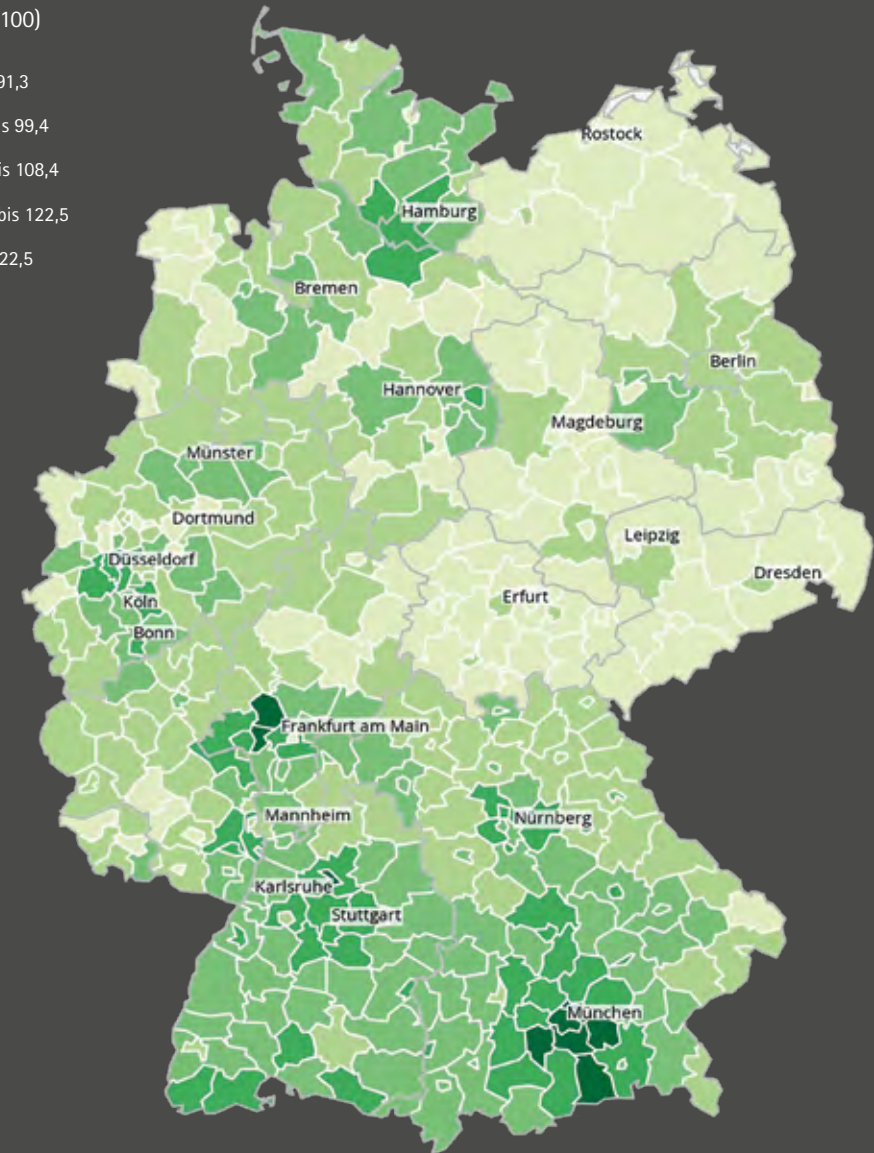 100)
91,3
s 99,4
is 108,4
bis 122,5
22,5
Rostock
Hamburg
Bremen
Berlin
Hannover
Magdeburg
Münster
Dortmund
Leipzig
Düsseldorf
Dresden
Erfurt
Köln
Bonn
Frankfurt am Main
Mannheim
Nürnberg
Karlsruhe
Stuttgart
München